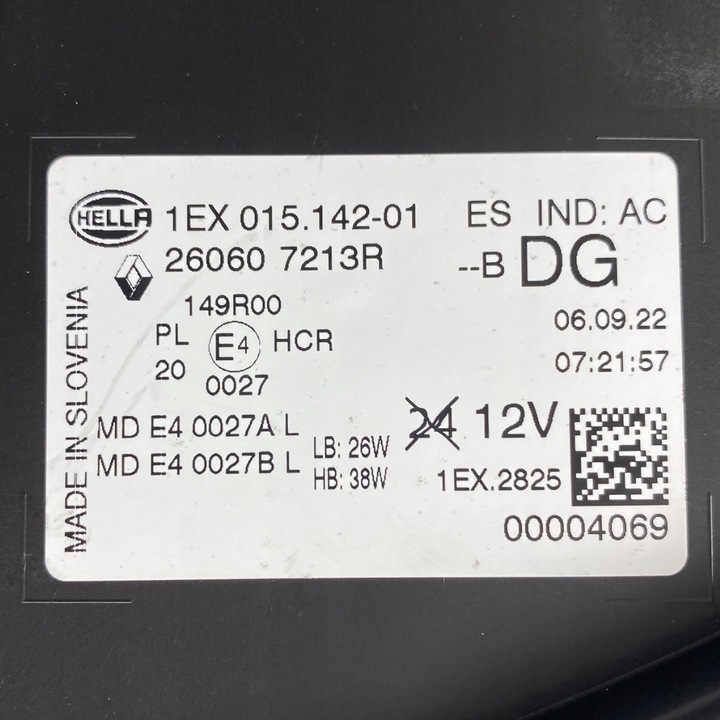 HELLA 1EX 015.142-01 ES IND: AC
26060 7213R --B DG
149R00 06.09.22
PL E4 HCR 07:21:57
20 0027
MD E4 0027A L 24 12V
MD E4 0027B L LB: 26W
HB: 38W 1EX.2825
00004069
MADE IN SLOVENIA